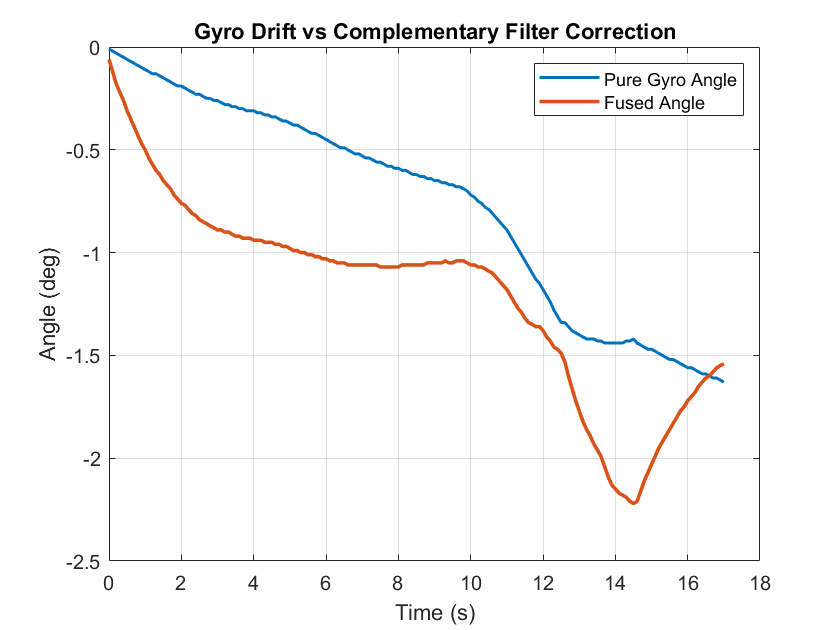 Gyro Drift vs Complementary Filter Correction
Pure Gyro Angle
Fused Angle
0
-0.5
-1
-1.5
-2
-2.5
Angle (deg)
0 2 4 6 8 10 12 14 16 18
Time (s)